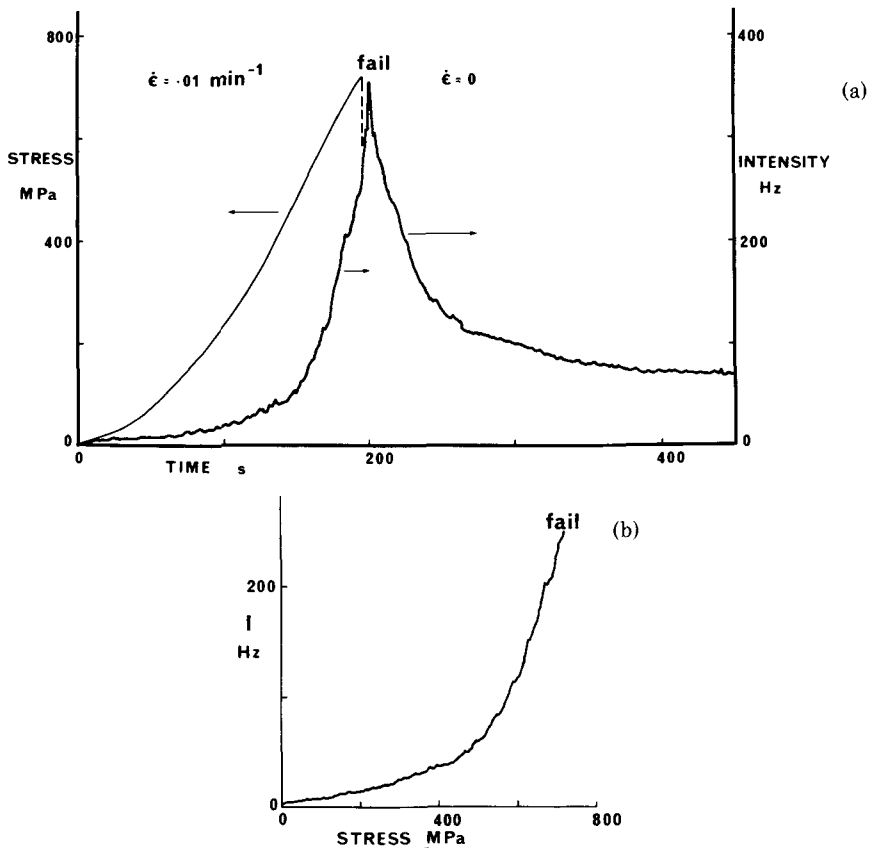 800
fail
400
ε̇ = ·01 min⁻¹
ε̇ = 0
(a)
STRESS
MPa
INTENSITY
Hz
400
200
0
0
0
200
400
TIME s
fail
(b)
200
I
Hz
0
0
400
800
STRESS MPa